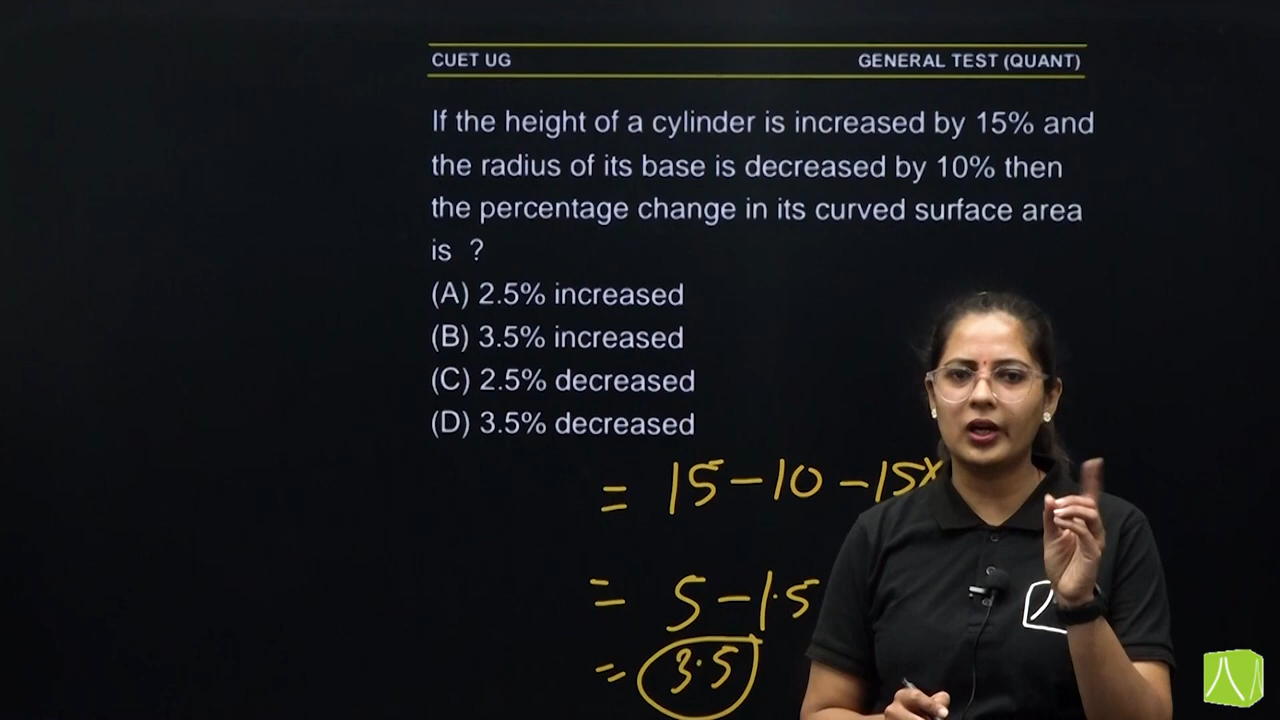 CUET UG GENERAL TEST (QUANT)
If the height of a cylinder is increased by 15% and
the radius of its base is decreased by 10% then
the percentage change in its curved surface area
is ?
(A) 2.5% increased
(B) 3.5% increased
(C) 2.5% decreased
(D) 3.5% decreased
= 15 - 10 - 15x
= 5 - 1.5
= 3.5